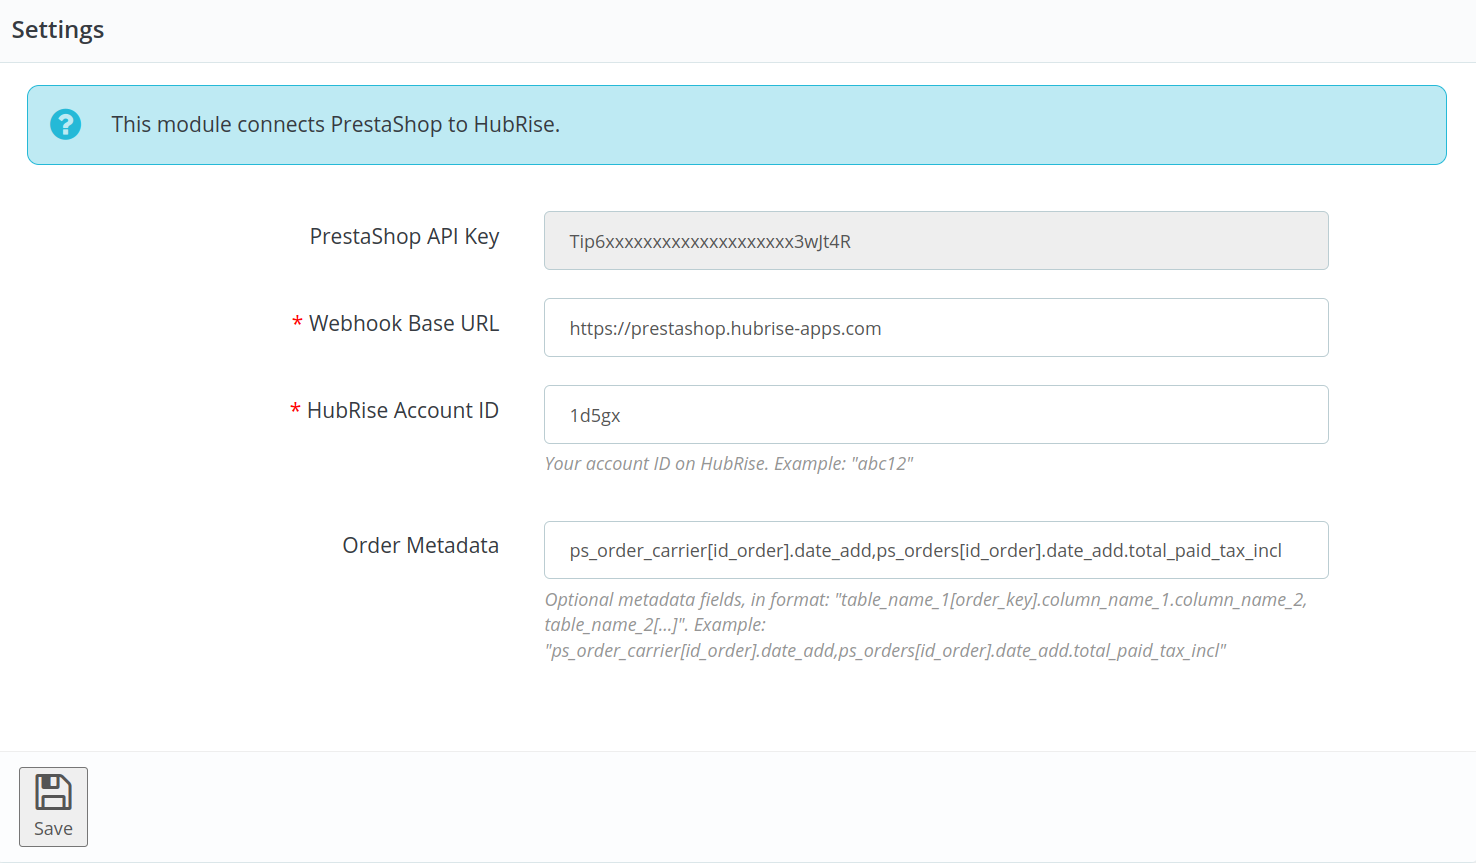 Settings
This module connects PrestaShop to HubRise.
PrestaShop API Key
Tip6xxxxxxxxxxxxxxxxxxxx3wJt4R
* Webhook Base URL
https://prestashop.hubrise-apps.com
* HubRise Account ID
1d5gx
Your account ID on HubRise. Example: "abc12"
Order Metadata
ps_order_carrier[id_order].date_add,ps_orders[id_order].date_add.total_paid_tax_incl
Optional metadata fields, in format: "table_name_1[order_key].column_name_1.column_name_2,
table_name_2[...]". Example:
"ps_order_carrier[id_order].date_add,ps_orders[id_order].date_add.total_paid_tax_incl"
Save